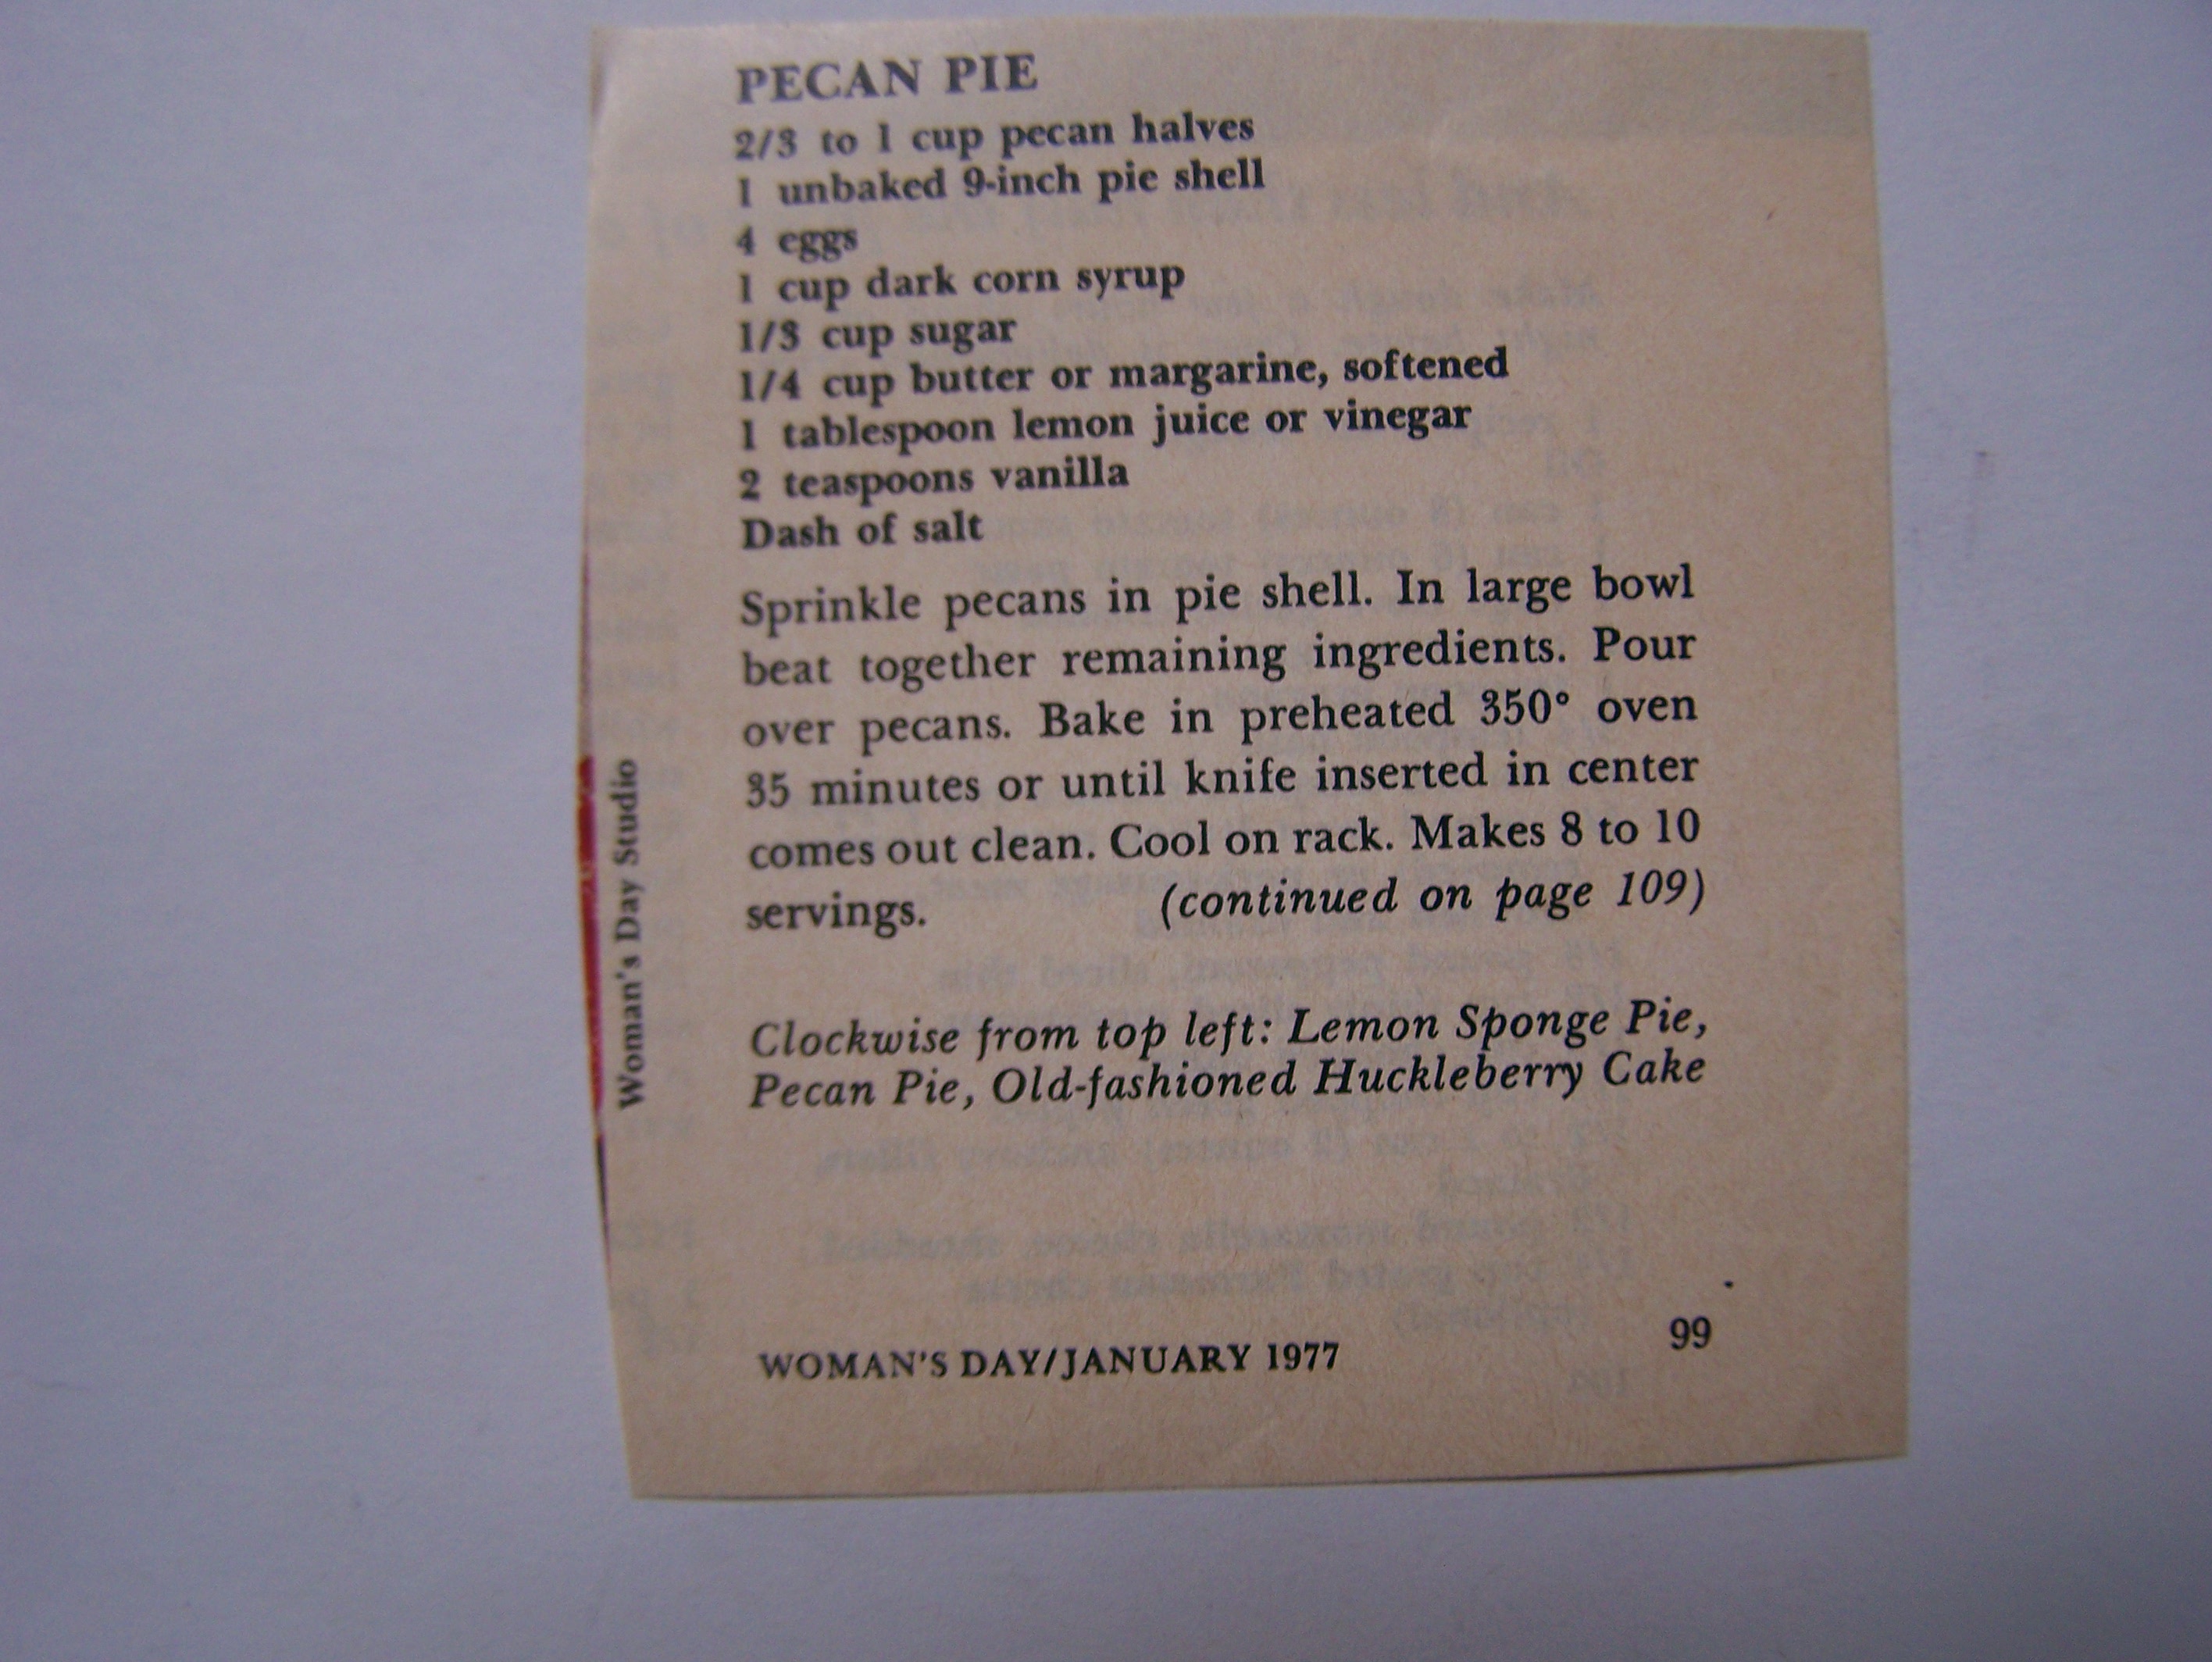 PECAN PIE
2/3 to 1 cup pecan halves
1 unbaked 9-inch pie shell
4 eggs
1 cup dark corn syrup
1/3 cup sugar
1/4 cup butter or margarine, softened
1 tablespoon lemon juice or vinegar
2 teaspoons vanilla
Dash of salt
Sprinkle pecans in pie shell. In large bowl
beat together remaining ingredients. Pour
over pecans. Bake in preheated 350° oven
35 minutes or until knife inserted in center
comes out clean. Cool on rack. Makes 8 to 10
servings. (continued on page 109)
Clockwise from top left: Lemon Sponge Pie,
Pecan Pie, Old-fashioned Huckleberry Cake
Woman's Day Studio
WOMAN'S DAY/JANUARY 1977 99